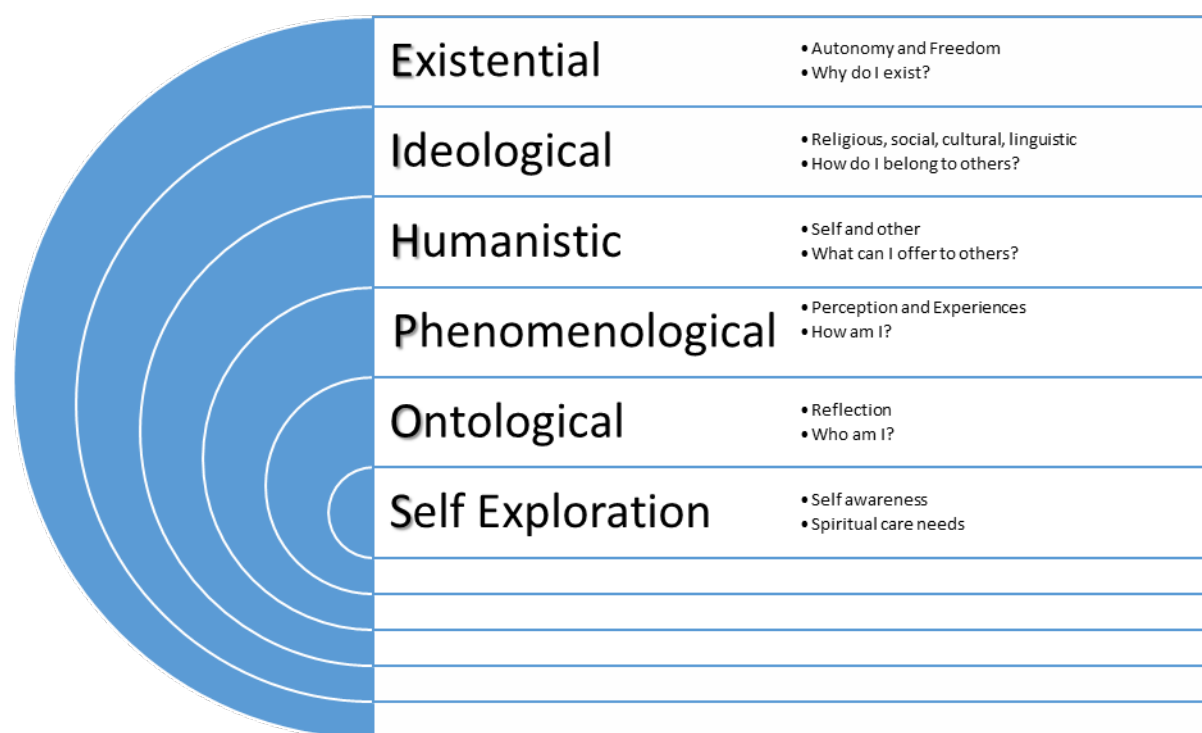 Existential
• Autonomy and Freedom
• Why do I exist?
Ideological
• Religious, social, cultural, linguistic
• How do I belong to others?
Humanistic
• Self and other
• What can I offer to others?
Phenomenological
• Perception and Experiences
• How am I?
Ontological
• Reflection
• Who am I?
Self Exploration
• Self awareness
• Spiritual care needs